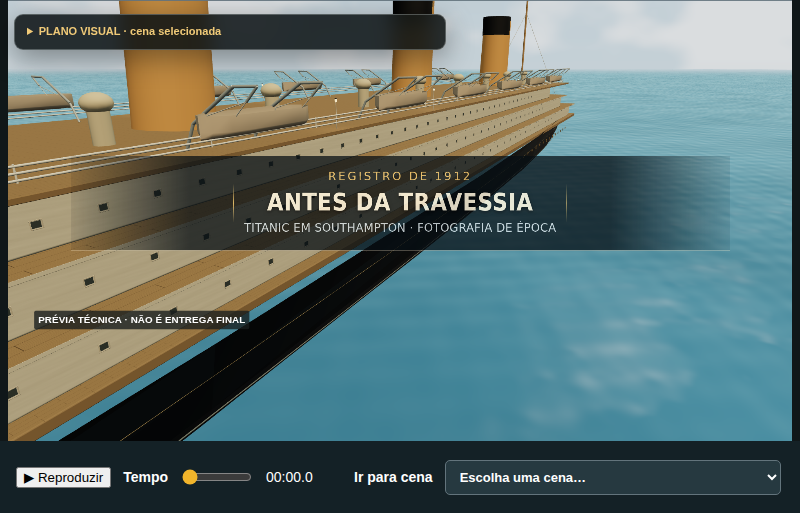 ▶ PLANO VISUAL · cena selecionada
REGISTRO DE 1912
ANTES DA TRAVESSIA
TITANIC EM SOUTHAMPTON · FOTOGRAFIA DE ÉPOCA
PRÉVIA TÉCNICA · NÃO É ENTREGA FINAL
▶ Reproduzir Tempo 00:00.0 Ir para cena Escolha uma cena…